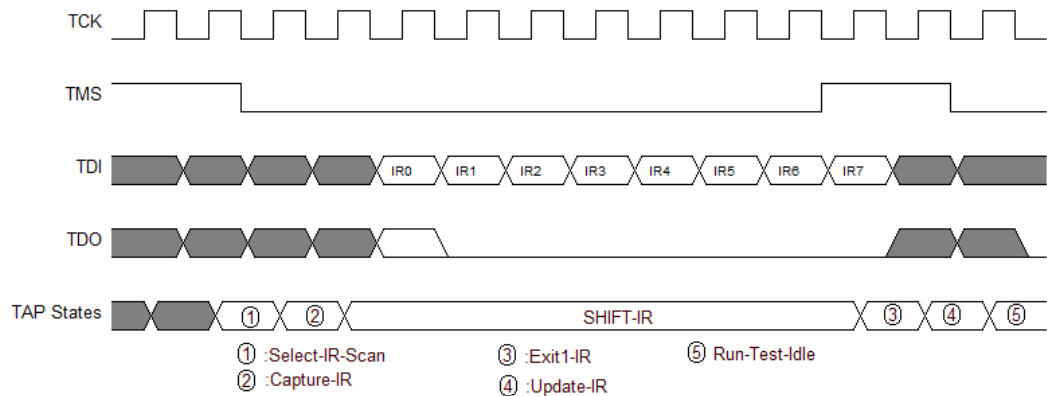 TCK
TMS
TDI IR0 IR1 IR2 IR3 IR4 IR5 IR6 IR7
TDO
TAP States ① ② SHIFT-IR ③ ④ ⑤
① :Select-IR-Scan ③ :Exit1-IR ⑤ Run-Test-Idle
② :Capture-IR ④ :Update-IR